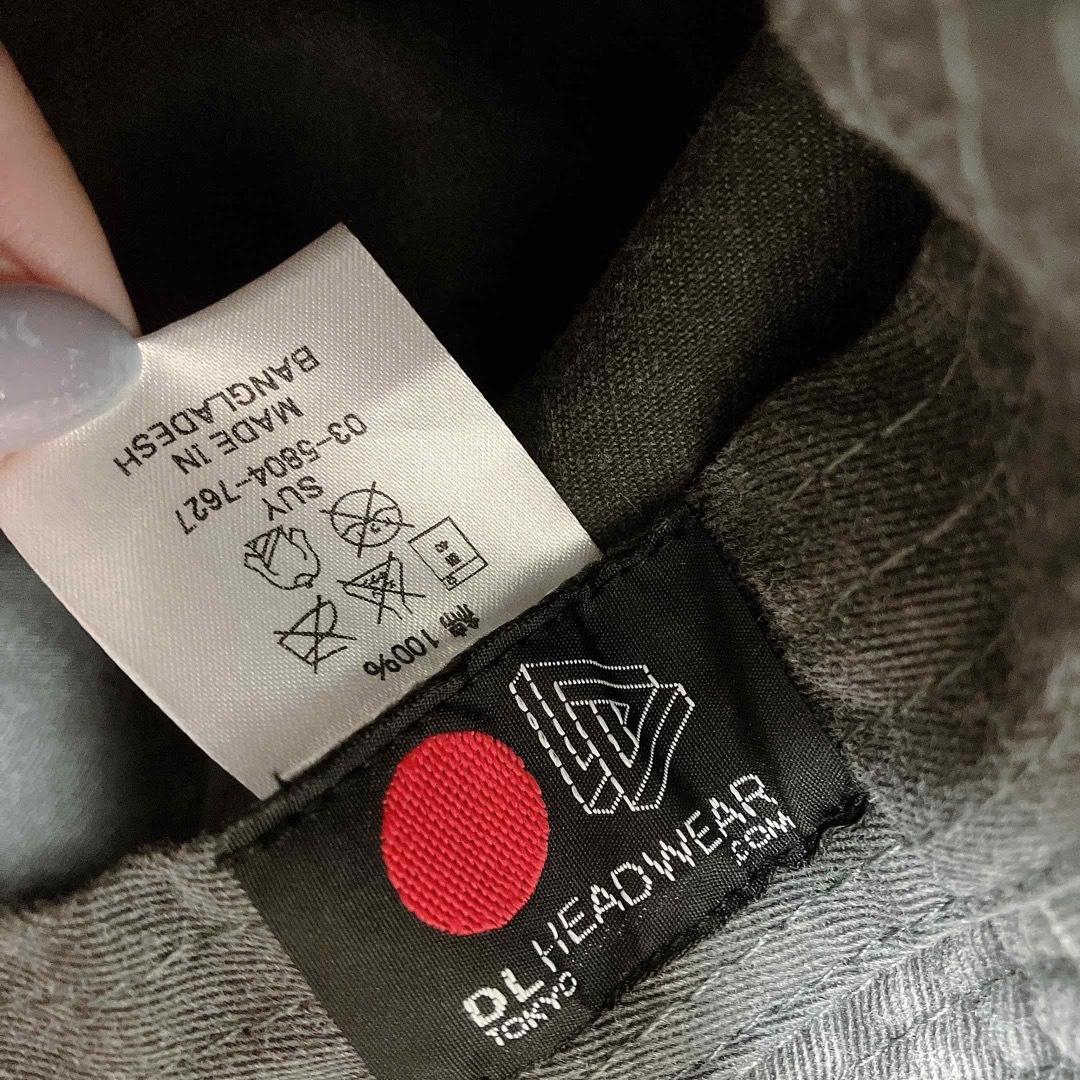 綿 100%
SUY
03-5804-7627
MADE IN
BANGLADESH
DL HEADWEAR
TOKYO .COM